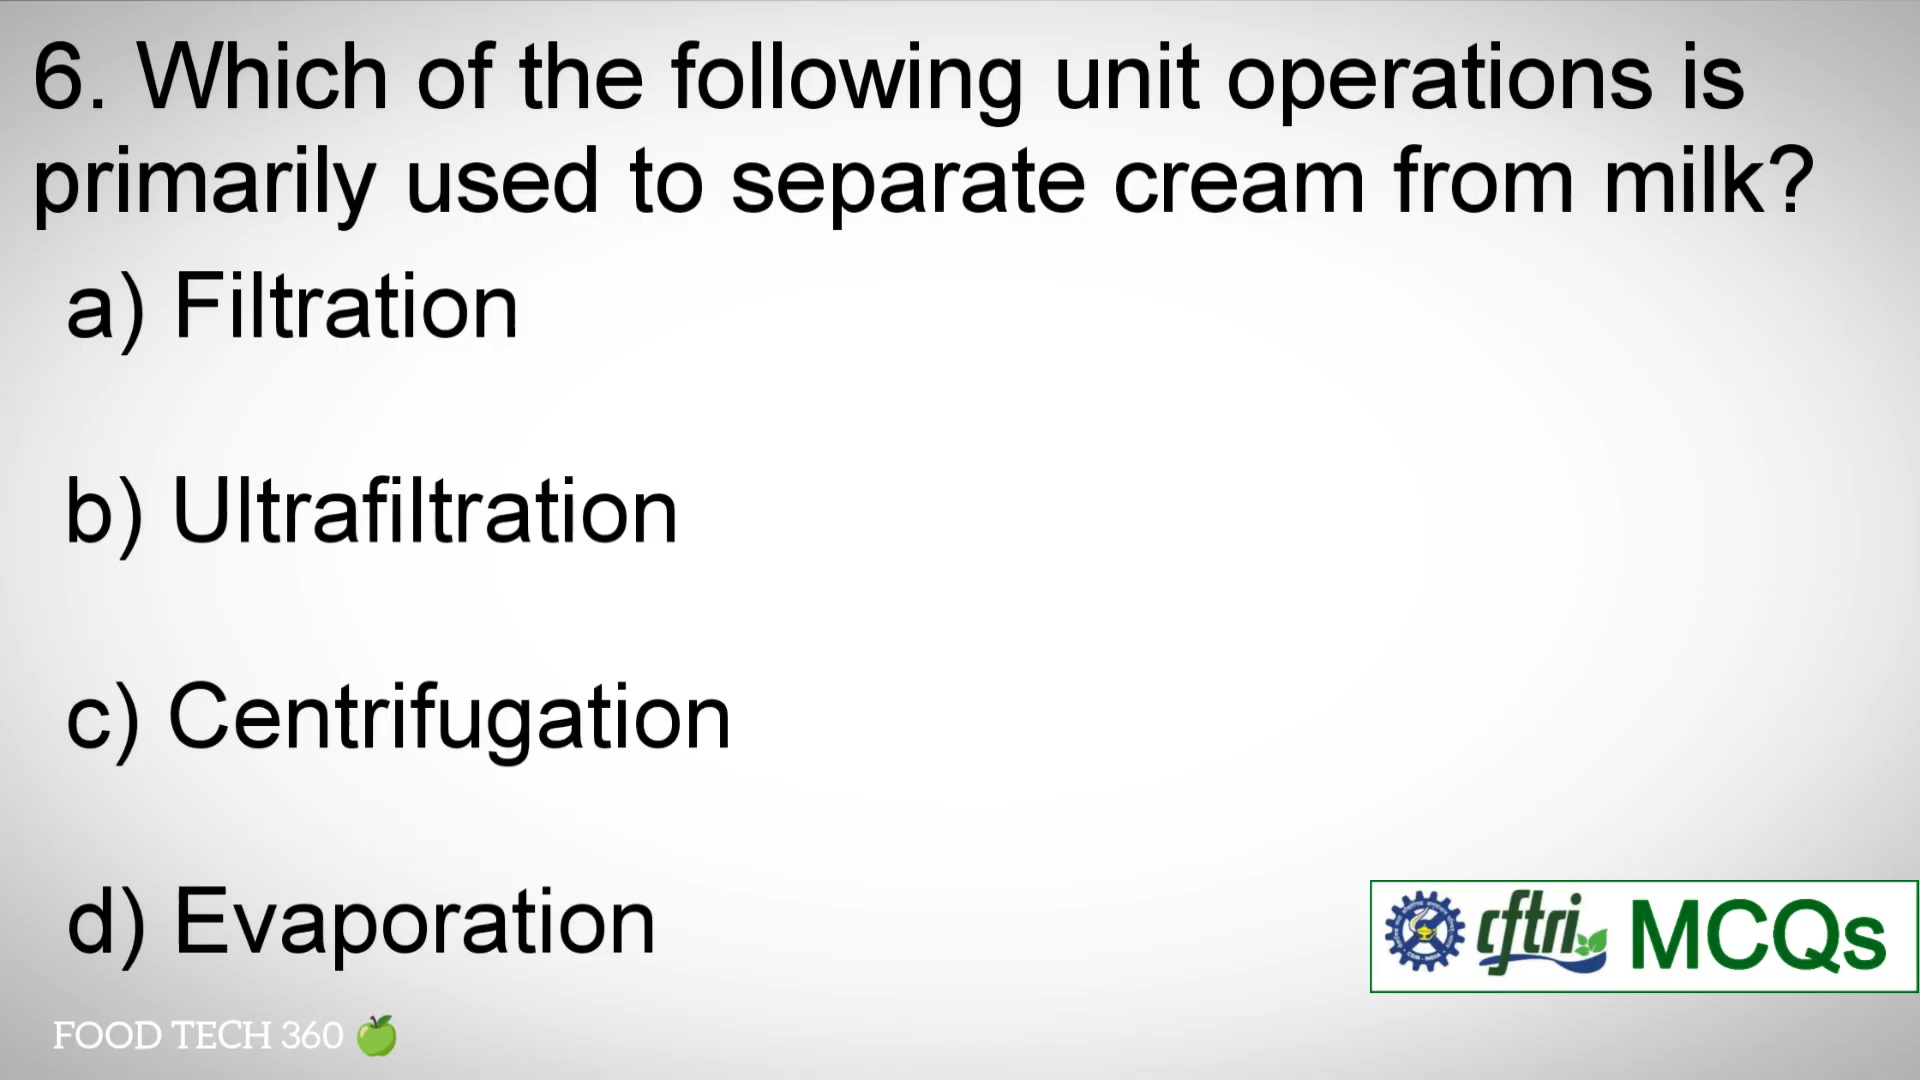 6. Which of the following unit operations is
primarily used to separate cream from milk?
a) Filtration
b) Ultrafiltration
c) Centrifugation
d) Evaporation
cftri MCQs
FOOD TECH 360